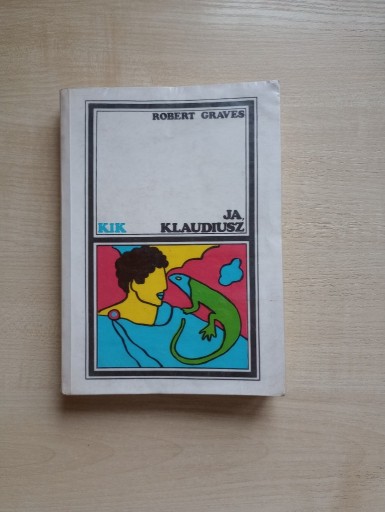 ROBERT GRAVES
JA,
KIK KLAUDIUSZ